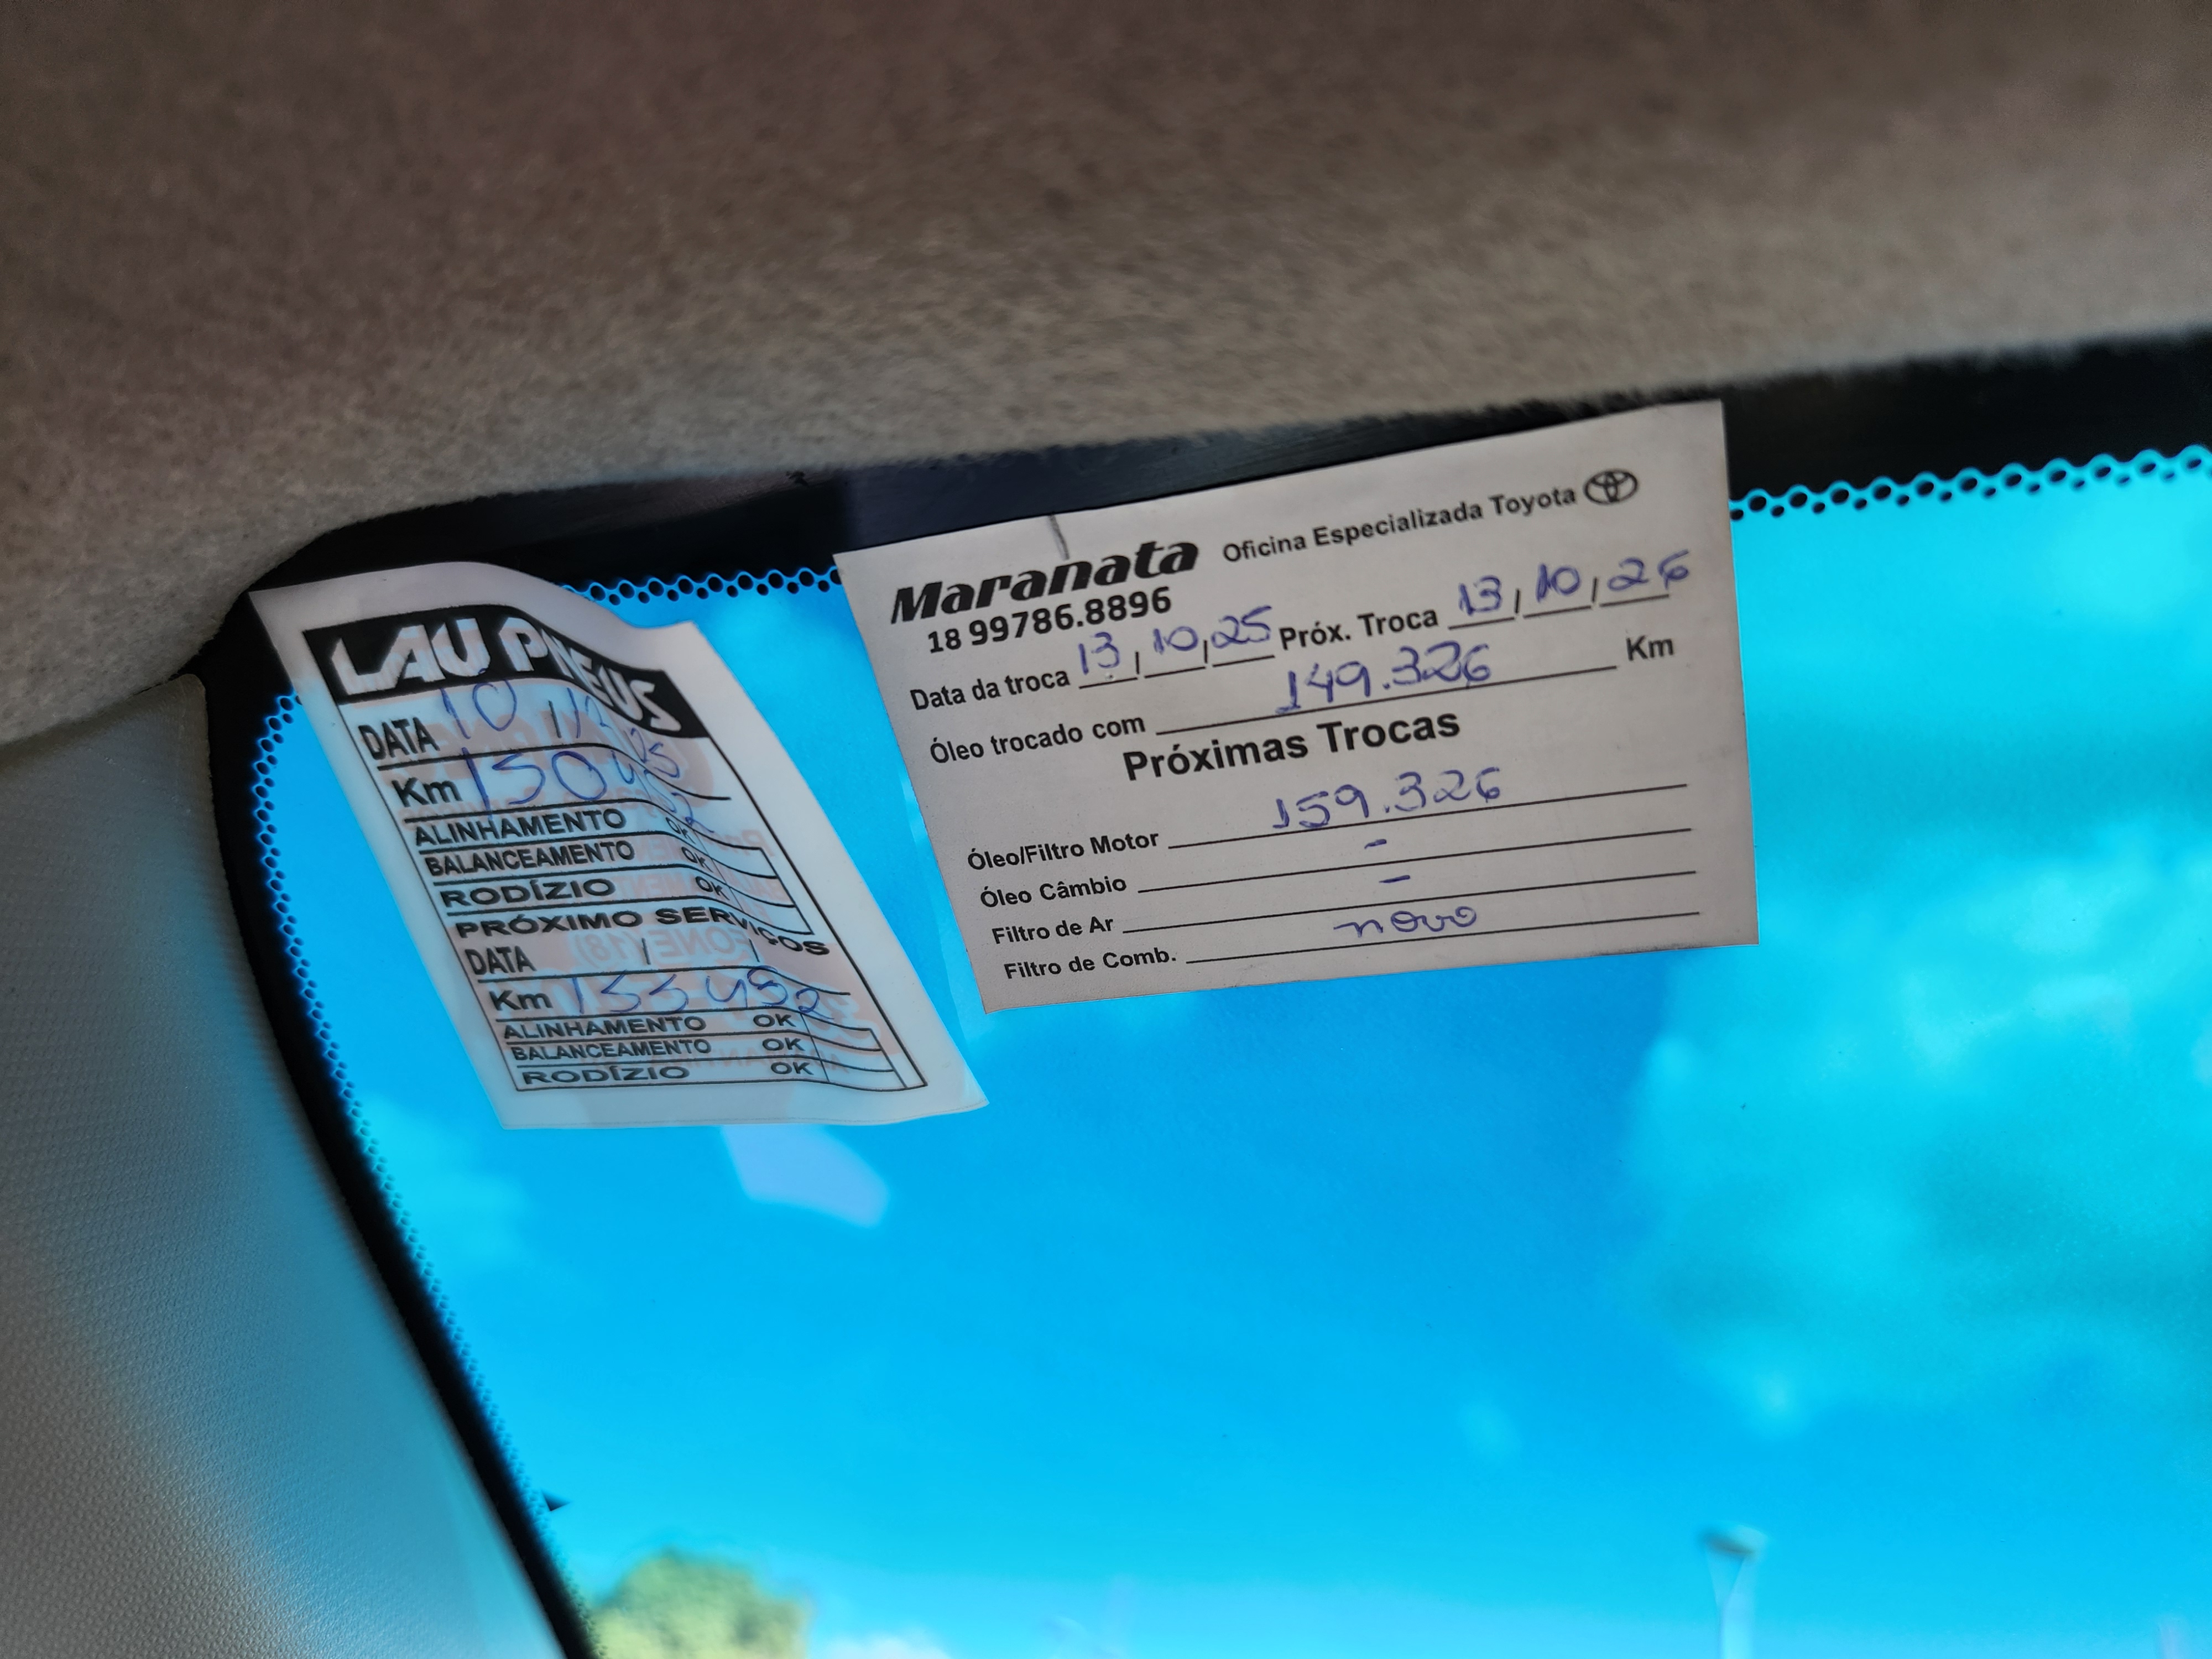 LAU PNEUS
DATA 10 / 12
Km 150
ALINHAMENTO OK
BALANCEAMENTO OK
RODÍZIO OK
PRÓXIMO SERVIÇOS
DATA / /
Km 155 452
ALINHAMENTO OK
BALANCEAMENTO OK
RODÍZIO OK
Maranata Oficina Especializada Toyota
18 99786.8896
Data da troca 13 / 10 / 25 Próx. Troca 13 / 10 / 26
Óleo trocado com 149.326 Km
Próximas Trocas
Óleo/Filtro Motor 159.326
Óleo Câmbio -
Filtro de Ar -
Filtro de Comb. novo